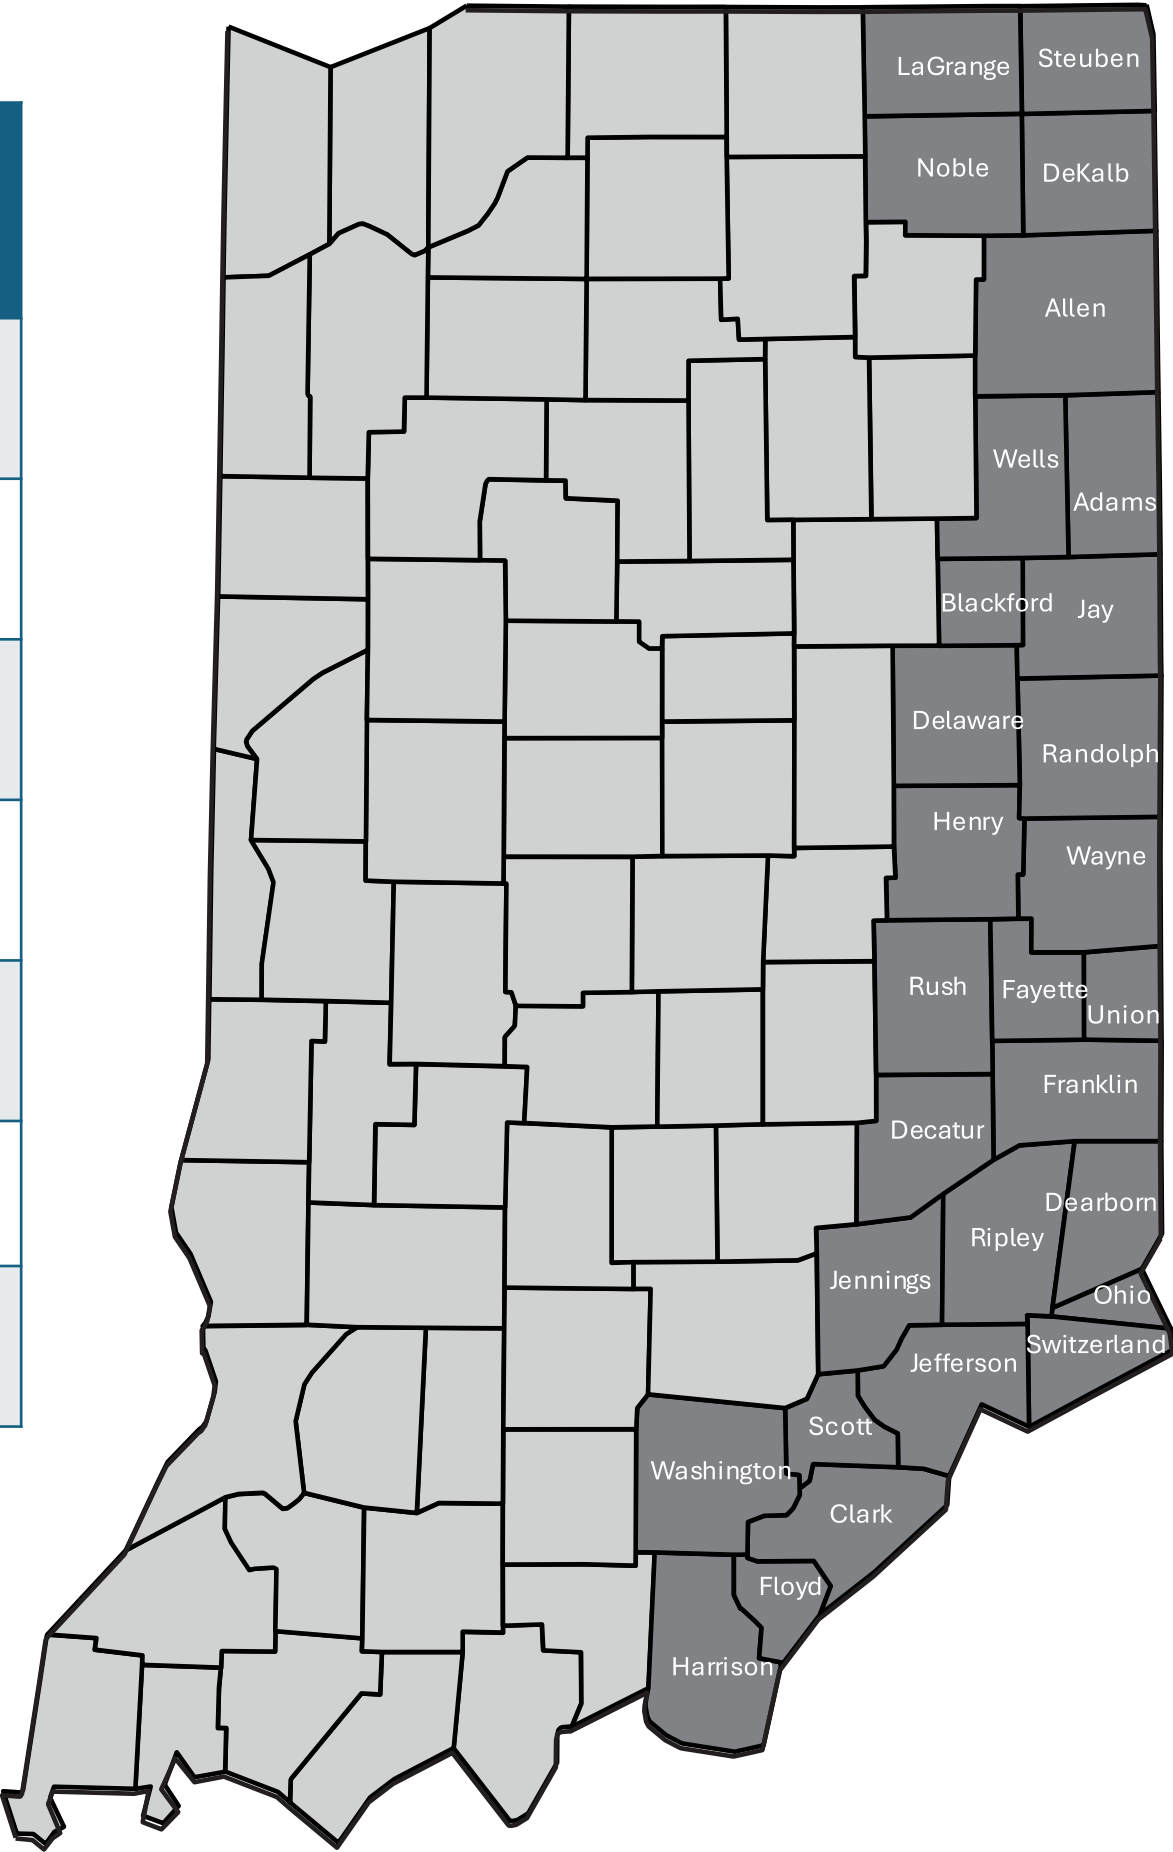 LaGrange
Steuben
Noble
DeKalb
Allen
Wells
Adams
Blackford
Jay
Delaware
Randolph
Henry
Wayne
Rush
Fayette
Union
Franklin
Decatur
Dearborn
Ripley
Jennings
Ohio
Switzerland
Jefferson
Scott
Washington
Clark
Floyd
Harrison